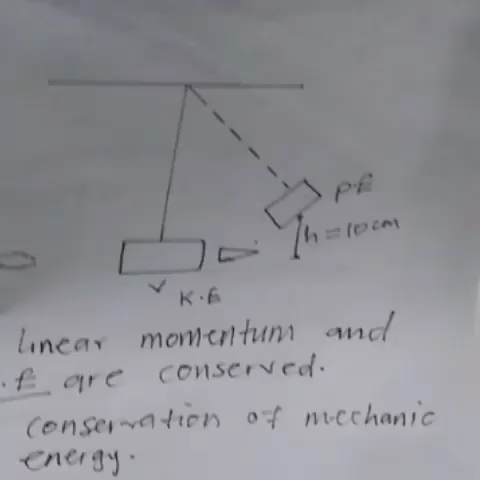 P.E
h=10cm
V
K.E
linear momentum and
.E are conserved.
conservation of mechanic
energy.